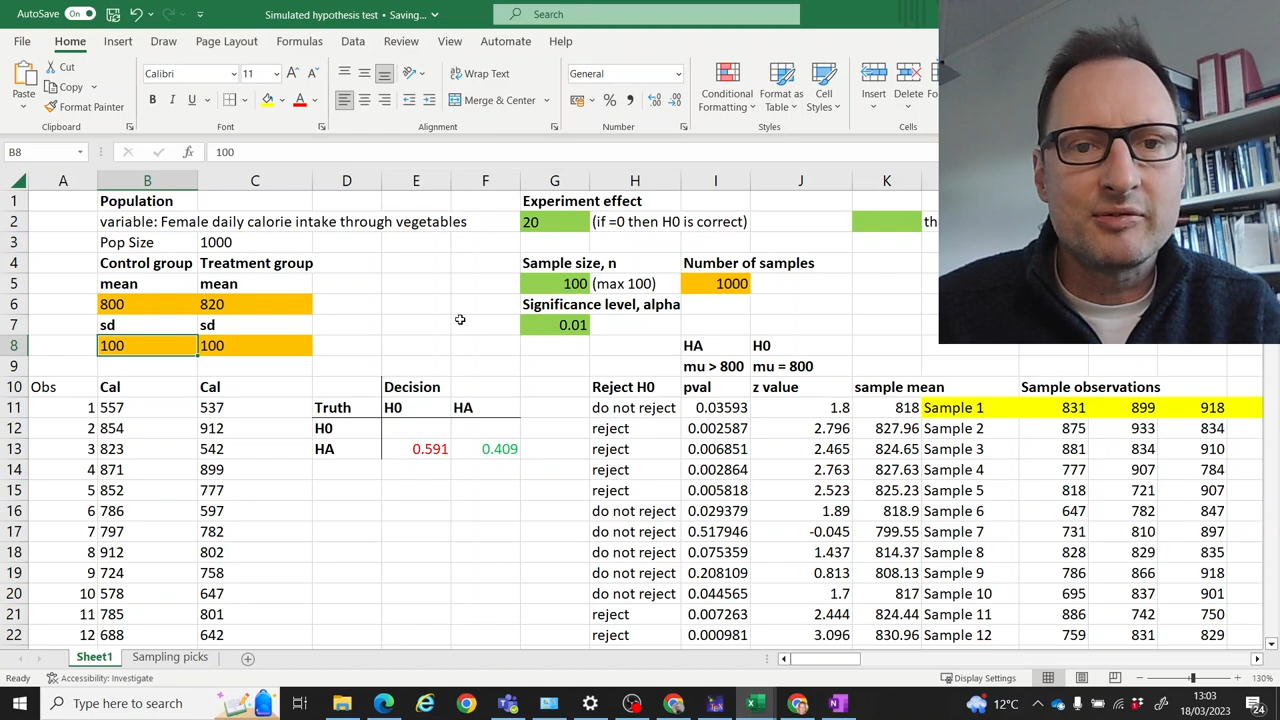 AutoSave On Simulated hypothesis test • Saving... Search
File Home Insert Draw Page Layout Formulas Data Review View Automate Help
Paste Cut Copy Format Painter
Calibri 11
B I U
Wrap Text
Merge & Center
General
Conditional Formatting Format as Table Cell Styles
Insert Delete
Clipboard Font Alignment Number Styles Cells
B8 fx 100
A B C D E F G H I J K
1 Population Experiment effect
2 variable: Female daily calorie intake through vegetables 20 (if =0 then H0 is correct) th
3 Pop Size 1000
4 Control group Treatment group Sample size, n Number of samples
5 mean mean 100 (max 100) 1000
6 800 820 Significance level, alpha
7 sd sd 0.01
8 100 100 HA H0
9 mu > 800 mu = 800
10 Obs Cal Cal Decision Reject H0 pval z value sample mean Sample observations
11 1 557 537 Truth H0 HA do not reject 0.03593 1.8 818 Sample 1 831 899 918
12 2 854 912 H0 reject 0.002587 2.796 827.96 Sample 2 875 933 834
13 3 823 542 HA 0.591 0.409 reject 0.006851 2.465 824.65 Sample 3 881 834 910
14 4 871 899 reject 0.002864 2.763 827.63 Sample 4 777 907 784
15 5 852 777 reject 0.005818 2.523 825.23 Sample 5 818 721 907
16 6 786 597 do not reject 0.029379 1.89 818.9 Sample 6 647 782 847
17 7 797 782 do not reject 0.517946 -0.045 799.55 Sample 7 731 810 897
18 8 912 802 do not reject 0.075359 1.437 814.37 Sample 8 828 829 835
19 9 724 758 do not reject 0.208109 0.813 808.13 Sample 9 786 866 918
20 10 578 647 do not reject 0.044565 1.7 817 Sample 10 695 837 901
21 11 785 801 reject 0.007263 2.444 824.44 Sample 11 886 742 750
22 12 688 642 reject 0.000981 3.096 830.96 Sample 12 759 831 829
Sheet1 Sampling picks
Ready Accessibility: Investigate Display Settings 130%
Type here to search 12°C 13:03
18/03/2023 24